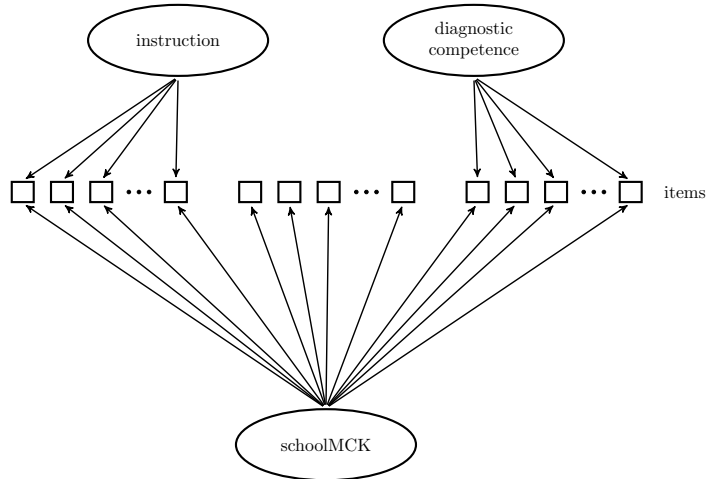 instruction
diagnostic
competence
items
schoolMCK